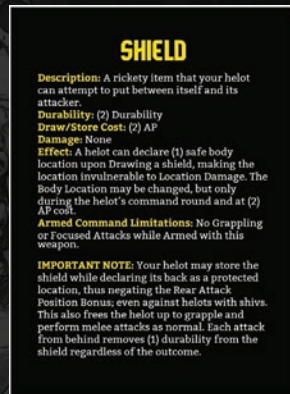 SHIELD
Description: A rickety item that your helot
can attempt to put between itself and its
attacker.
Durability: (2) Durability
Draw/Store Cost: (2) AP
Damage: None
Effect: A helot can declare (1) safe body
location upon Drawing a shield, making the
location invulnerable to Location Damage. The
Body Location may be changed, but only
during the helot's command round and at (2)
AP cost.
Armed Command Limitations: No Grappling
or Focused Attacks while Armed with this
weapon.
IMPORTANT NOTE: Your helot may store the
shield while declaring its back as a protected
location, thus negating the Rear Attack
Position Bonus; even against helots with shivs.
This also frees the helot up to grapple and
perform melee attacks as normal. Each attack
from behind removes (1) durability from the
shield regardless of the outcome.